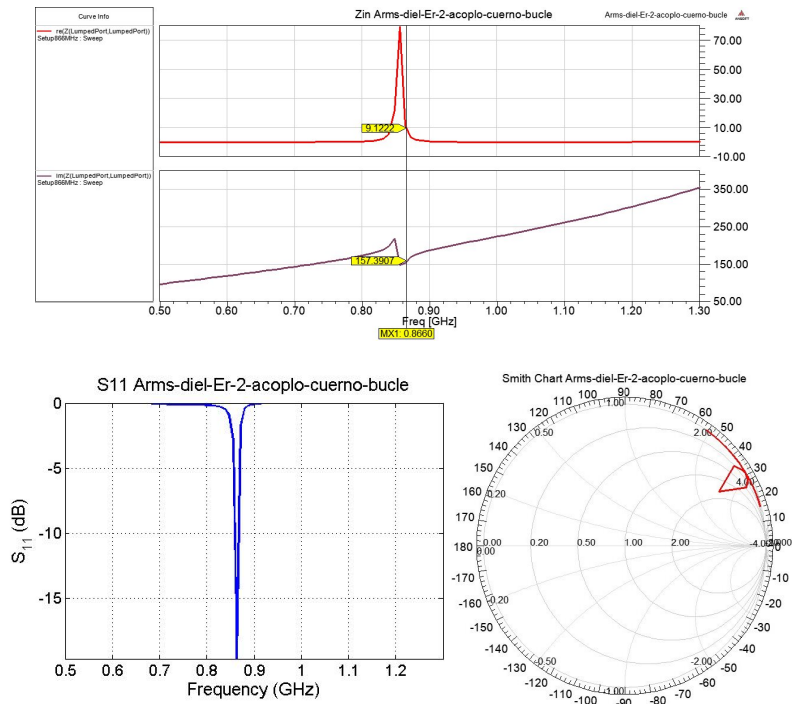 Curve Info
re(Z(LumpedPort,LumpedPort))
Setup866MHz : Sweep
Zin Arms-diel-Er-2-acoplo-cuerno-bucle
Arms-diel-Er-2-acoplo-cuerno-bucle
ANSOFT
70.00
50.00
30.00
10.00
-10.00
9.1222
im(Z(LumpedPort,LumpedPort))
Setup866MHz : Sweep
350.00
250.00
150.00
50.00
157.3907
0.50 0.60 0.70 0.80 0.90 1.00 1.10 1.20 1.30
Freq [GHz]
MX1: 0.8660
S11 Arms-diel-Er-2-acoplo-cuerno-bucle
0
-5
-10
-15
S11 (dB)
0.5 0.6 0.7 0.8 0.9 1 1.1 1.2
Frequency (GHz)
Smith Chart Arms-diel-Er-2-acoplo-cuerno-bucle
90
100 80
110 70
120 60
130 50
140 40
150 30
160 20
170 10
180 0
-170 -10
-160 -20
-150 -30
-140 -40
-130 -50
-120 -60
-110 -70
-100 -90 -80
1.00
0.50 2.00
0.20 4.00
0.00 0.20 0.50 1.00 2.00
-0.20
-0.50 -2.00
-1.00